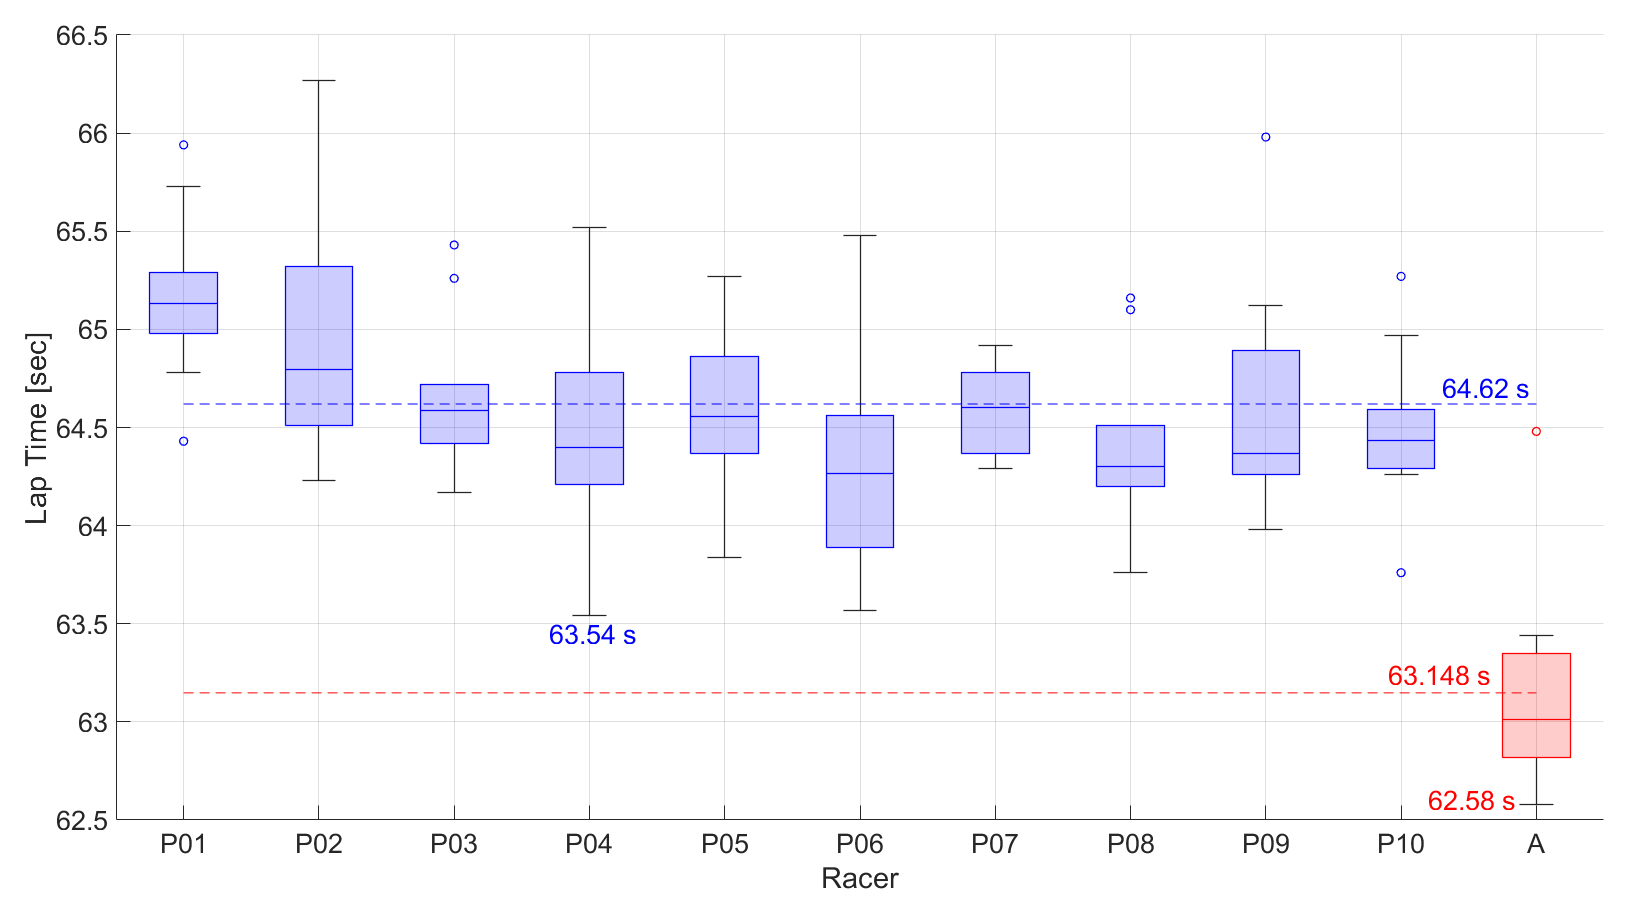 66.5
66
65.5
65
64.5
64
63.5
63
62.5
Lap Time [sec]
64.62 s
63.54 s
63.148 s
62.58 s
P01 P02 P03 P04 P05 P06 P07 P08 P09 P10 A
Racer